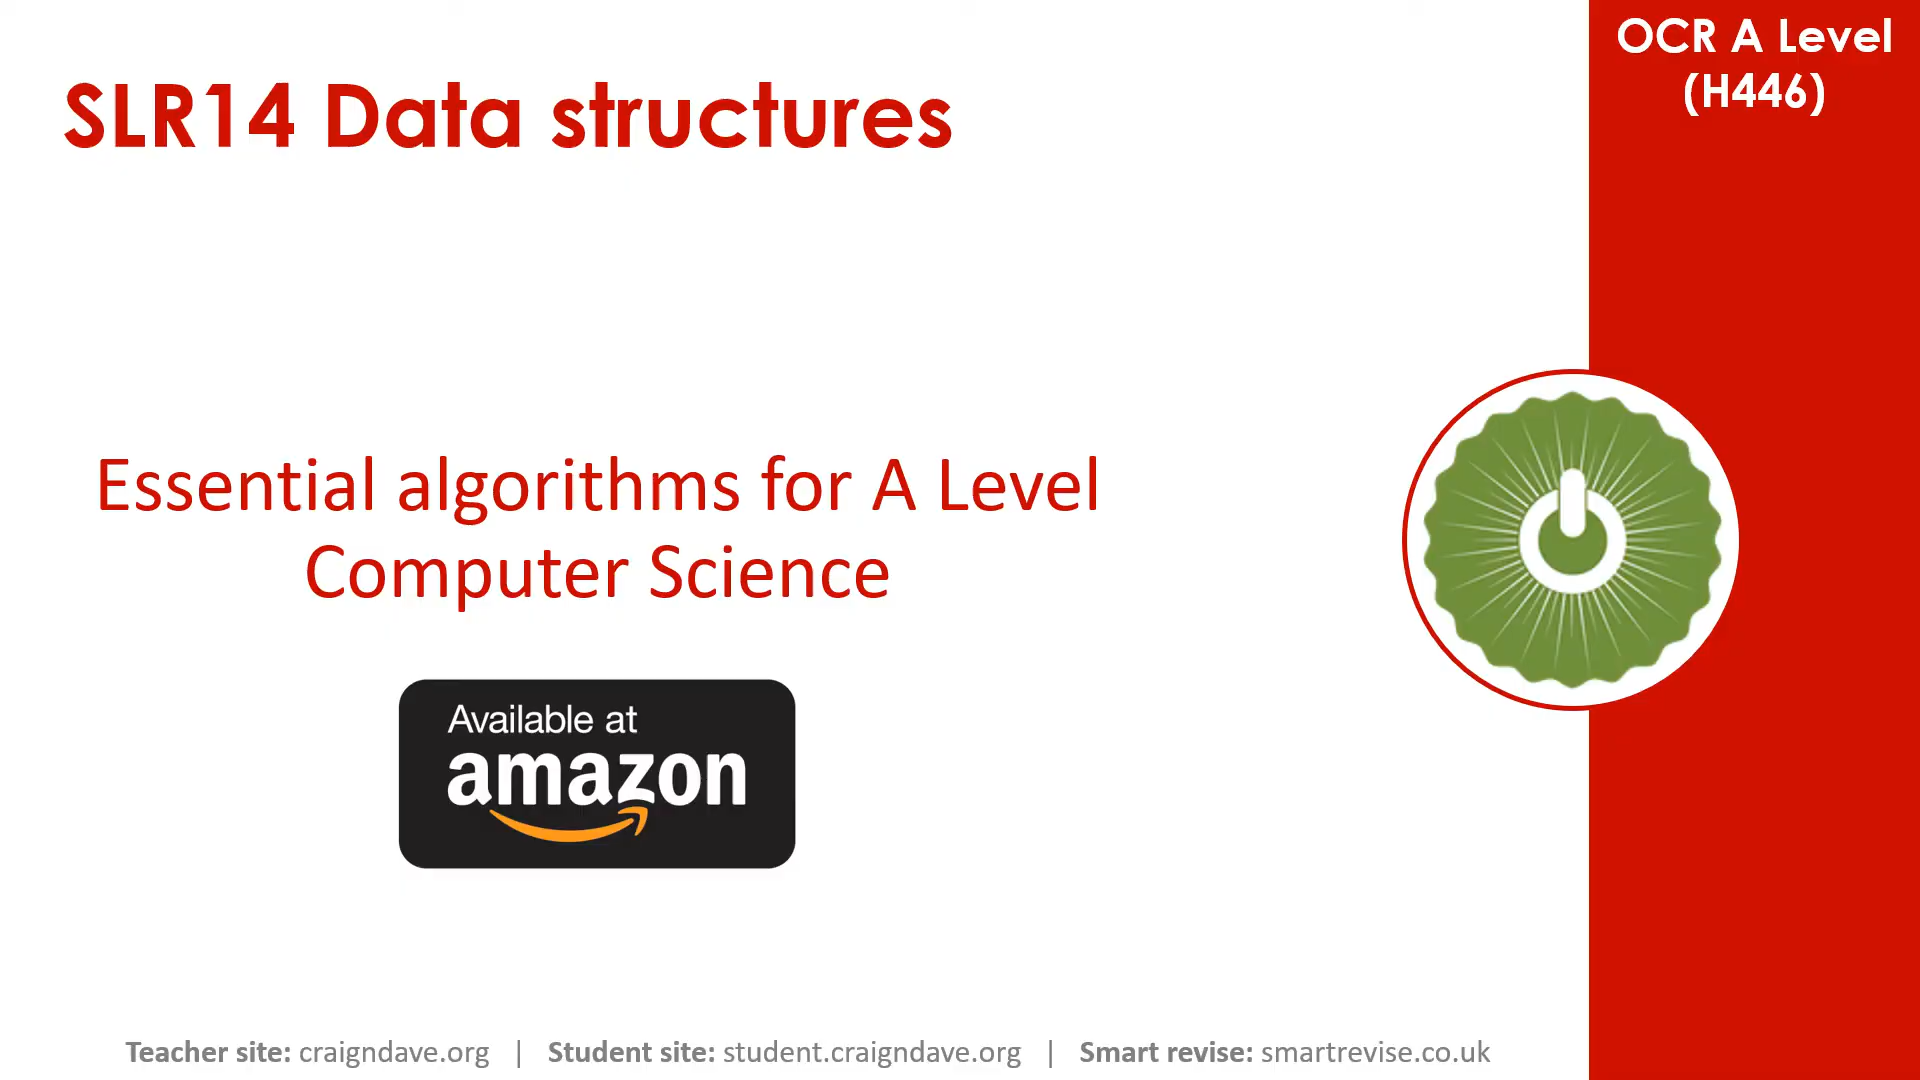 OCR A Level
(H446)
SLR14 Data structures
Essential algorithms for A Level
Computer Science
Available at
amazon
Teacher site: craigndave.org | Student site: student.craigndave.org | Smart revise: smartrevise.co.uk